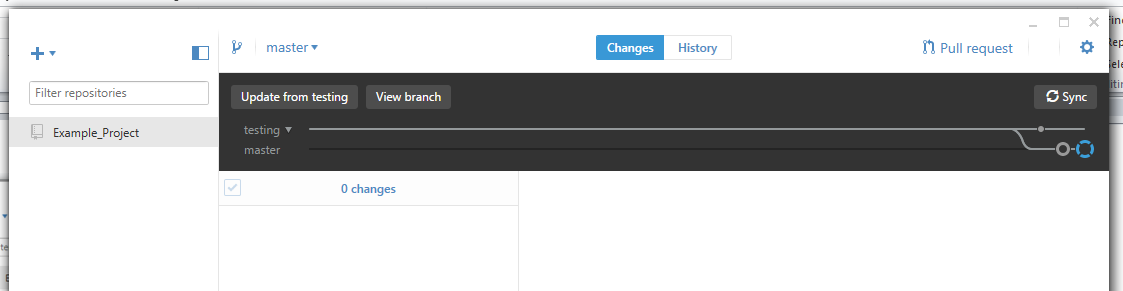 master
Changes
History
Pull request
Filter repositories
Example_Project
Update from testing
View branch
Sync
testing
master
0 changes